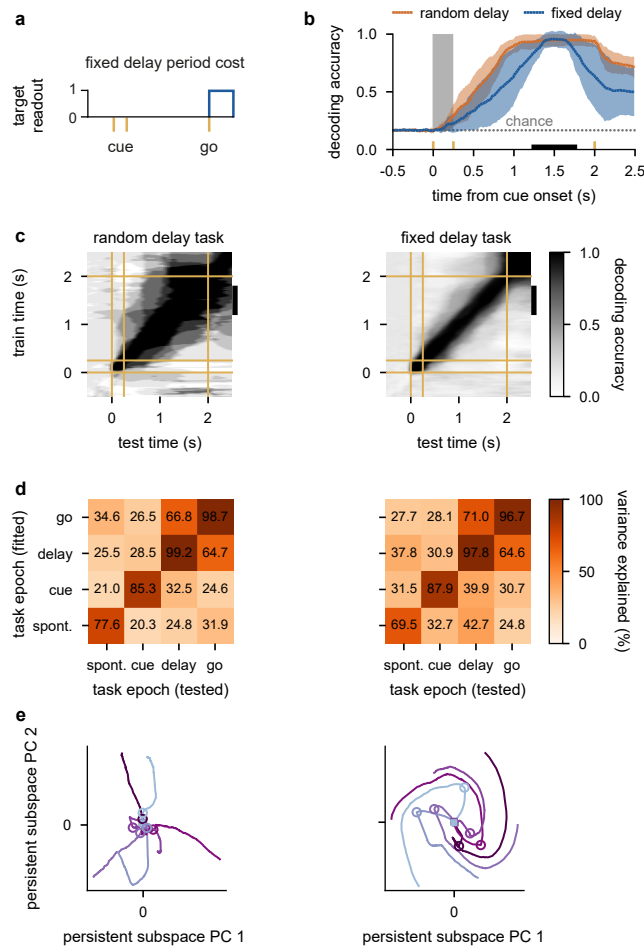 a
fixed delay period cost
target
readout
1
0
cue
go
b
random delay
fixed delay
decoding accuracy
1.0
0.5
0.0
chance
-0.5 0.0 0.5 1.0 1.5 2.0 2.5
time from cue onset (s)
c
random delay task
train time (s)
2
1
0
0 1 2
test time (s)
fixed delay task
2
1
0
0 1 2
test time (s)
1.0
0.5
0.0
decoding accuracy
d
task epoch (fitted)
go 34.6 26.5 66.8 98.7
delay 25.5 28.5 99.2 64.7
cue 21.0 85.3 32.5 24.6
spont. 77.6 20.3 24.8 31.9
spont. cue delay go
task epoch (tested)
27.7 28.1 71.0 96.7
37.8 30.9 97.8 64.6
31.5 87.9 39.9 30.7
69.5 32.7 42.7 24.8
spont. cue delay go
task epoch (tested)
100
50
0
variance explained (%)
e
persistent subspace PC 2
0
0
persistent subspace PC 1
0
persistent subspace PC 1